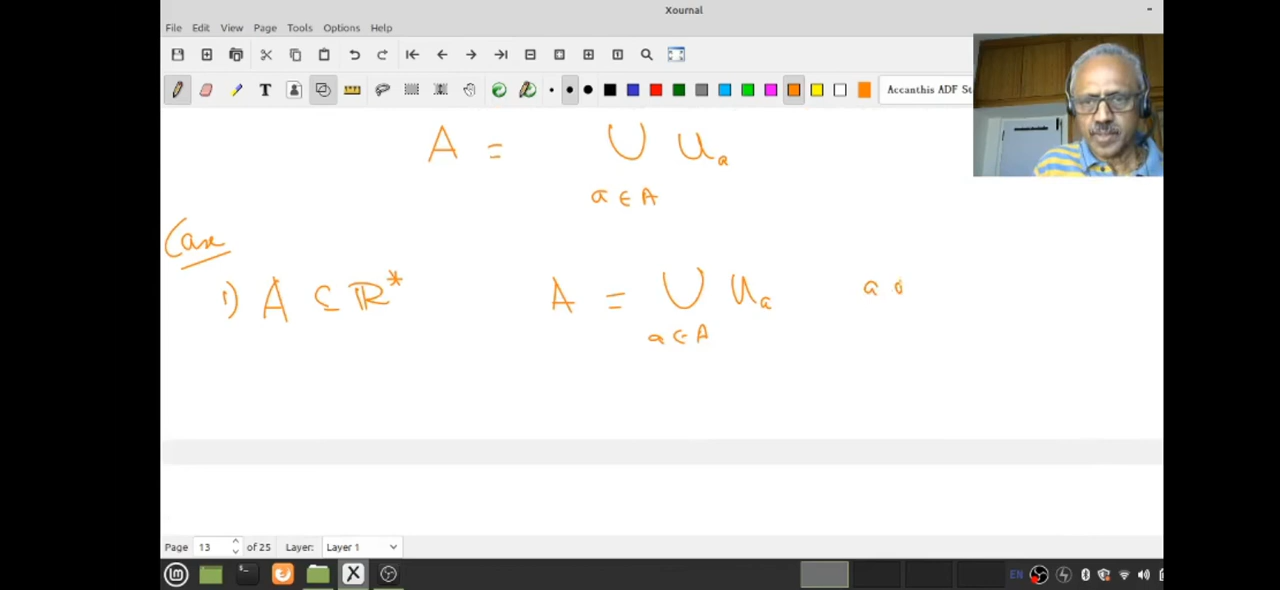 Xournal
File Edit View Page Tools Options Help
T Accanthis ADF St
A = ∪ U_a
a ∈ A
Case
1) A ⊆ ℝ* A = ∪ U_a a
a ∈ A
Page 13 of 25 Layer: Layer 1
EN